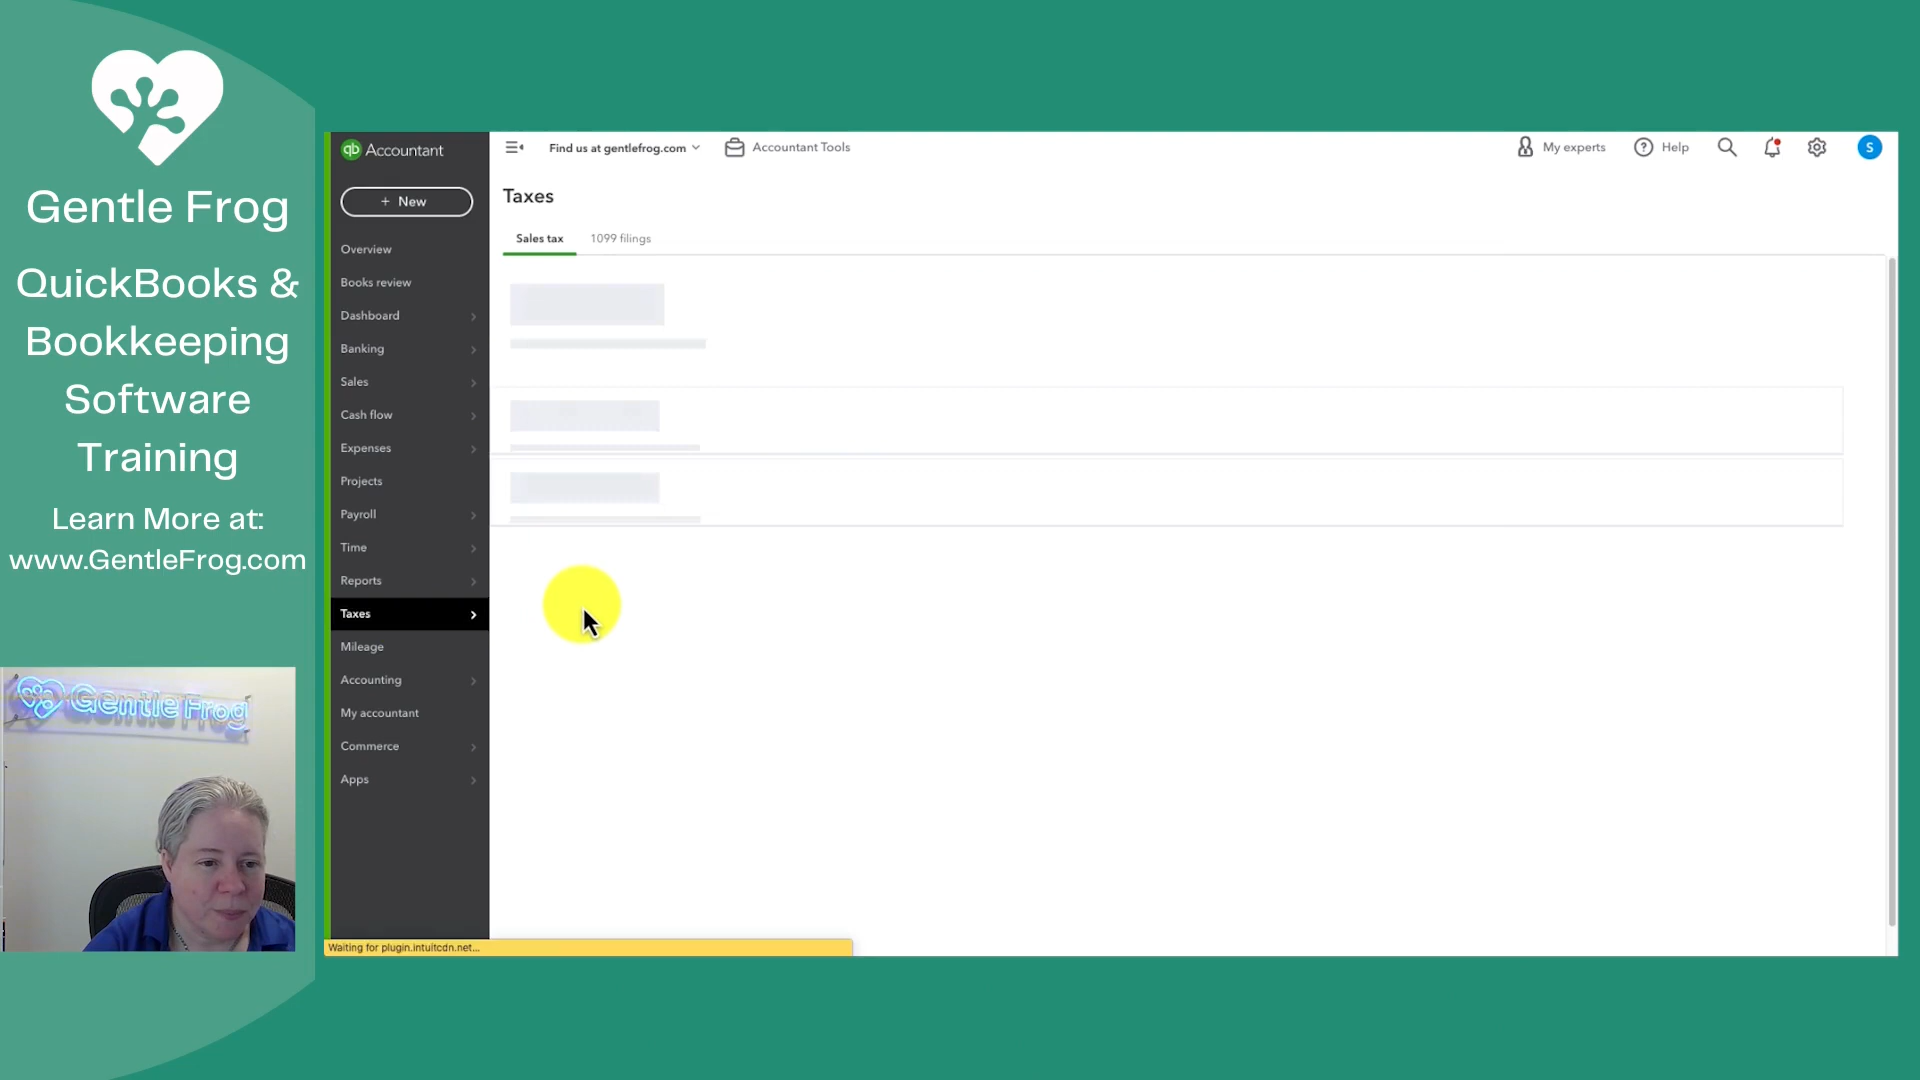 Gentle Frog
QuickBooks &
Bookkeeping
Software
Training
Learn More at:
www.GentleFrog.com
Gentle Frog
qb Accountant
+ New
Overview
Books review
Dashboard
Banking
Sales
Cash flow
Expenses
Projects
Payroll
Time
Reports
Taxes
Mileage
Accounting
My accountant
Commerce
Apps
Find us at gentlefrog.com
Accountant Tools
My experts
? Help
S
Taxes
Sales tax
1099 filings
Waiting for plugin.intuitcdn.net...